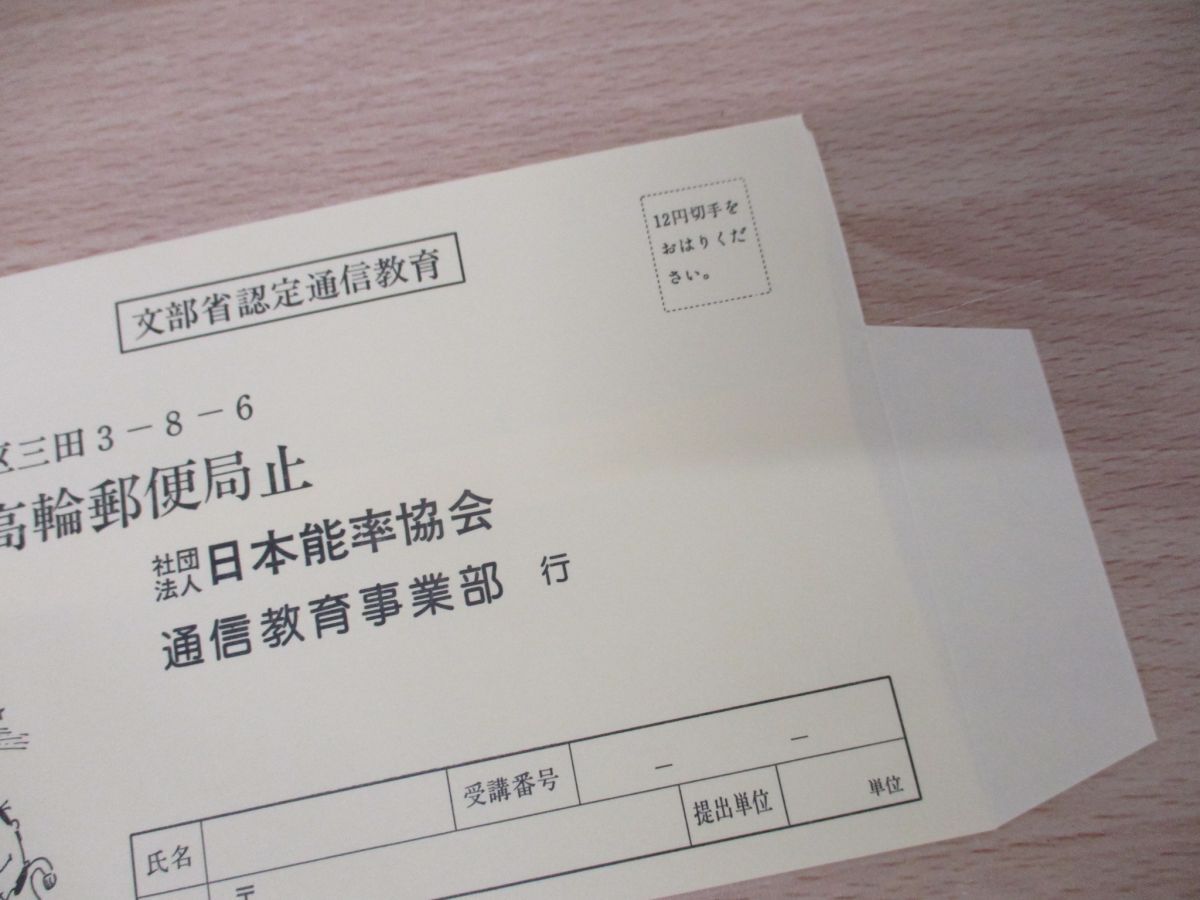 12円切手を
おはりくだ
さい。
文部省認定通信教育
区三田3-8-6
高輪郵便局止
社団法人 日本能率協会
通信教育事業部 行
受講番号 - -
氏名
提出単位 単位
〒